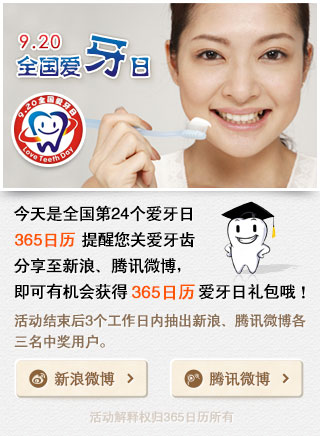 9.20
全国爱牙日
9.20全国爱牙日
Love Teeth Day
今天是全国第24个爱牙日
365日历 提醒您关爱牙齿
分享至新浪、腾讯微博，
即可有机会获得 365日历 爱牙日礼包哦！
活动结束后3个工作日内抽出新浪、腾讯微博各
三名中奖用户。
新浪微博 >
腾讯微博 >
活动解释权归365日历所有